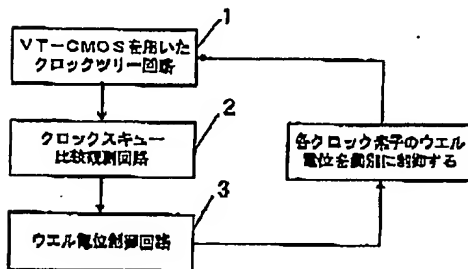 1
VT-CMOSを用いた
クロックツリー回路
2
クロックスキュー
比較観測回路
3
ウエル電位制御回路
各クロック素子のウエル
電位を個別に制御する